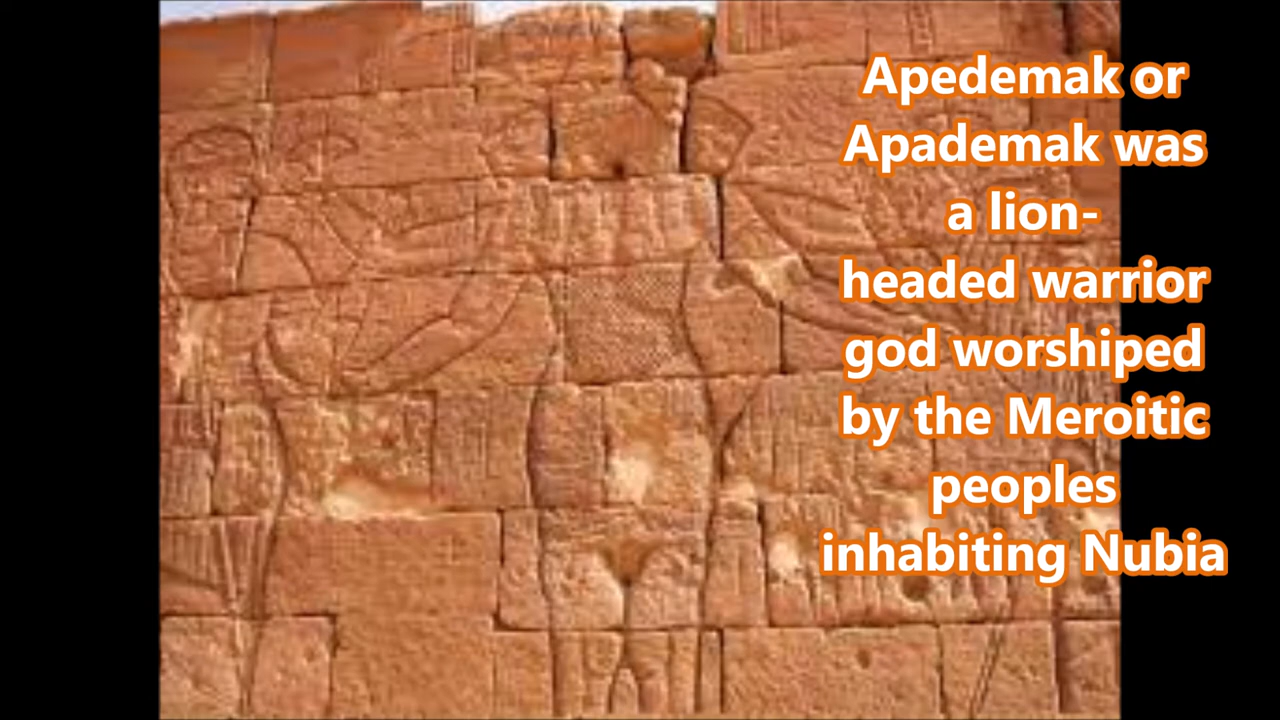 Apedemak or
Apademak was
a lion-
headed warrior
god worshiped
by the Meroitic
peoples
inhabiting Nubia